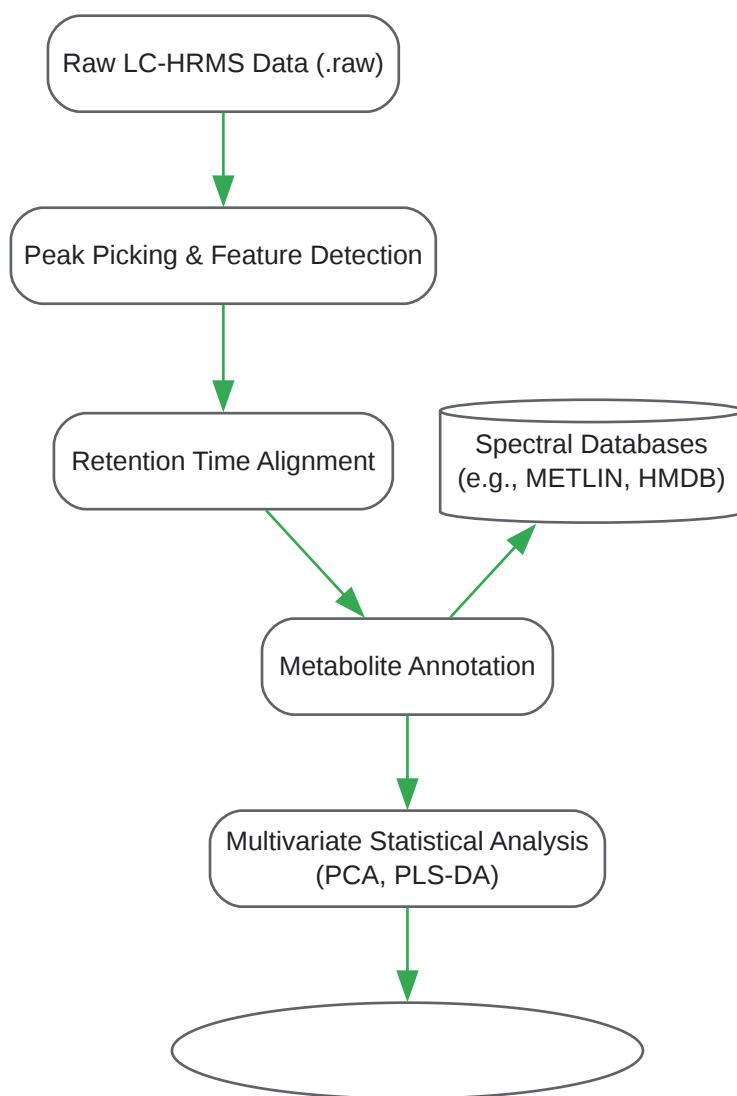 Raw LC-HRMS Data (.raw)
Peak Picking & Feature Detection
Retention Time Alignment
Spectral Databases
(e.g., METLIN, HMDB)
Metabolite Annotation
Multivariate Statistical Analysis
(PCA, PLS-DA)